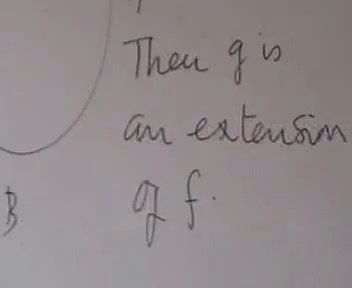 Then g is
an extension
B
of f.